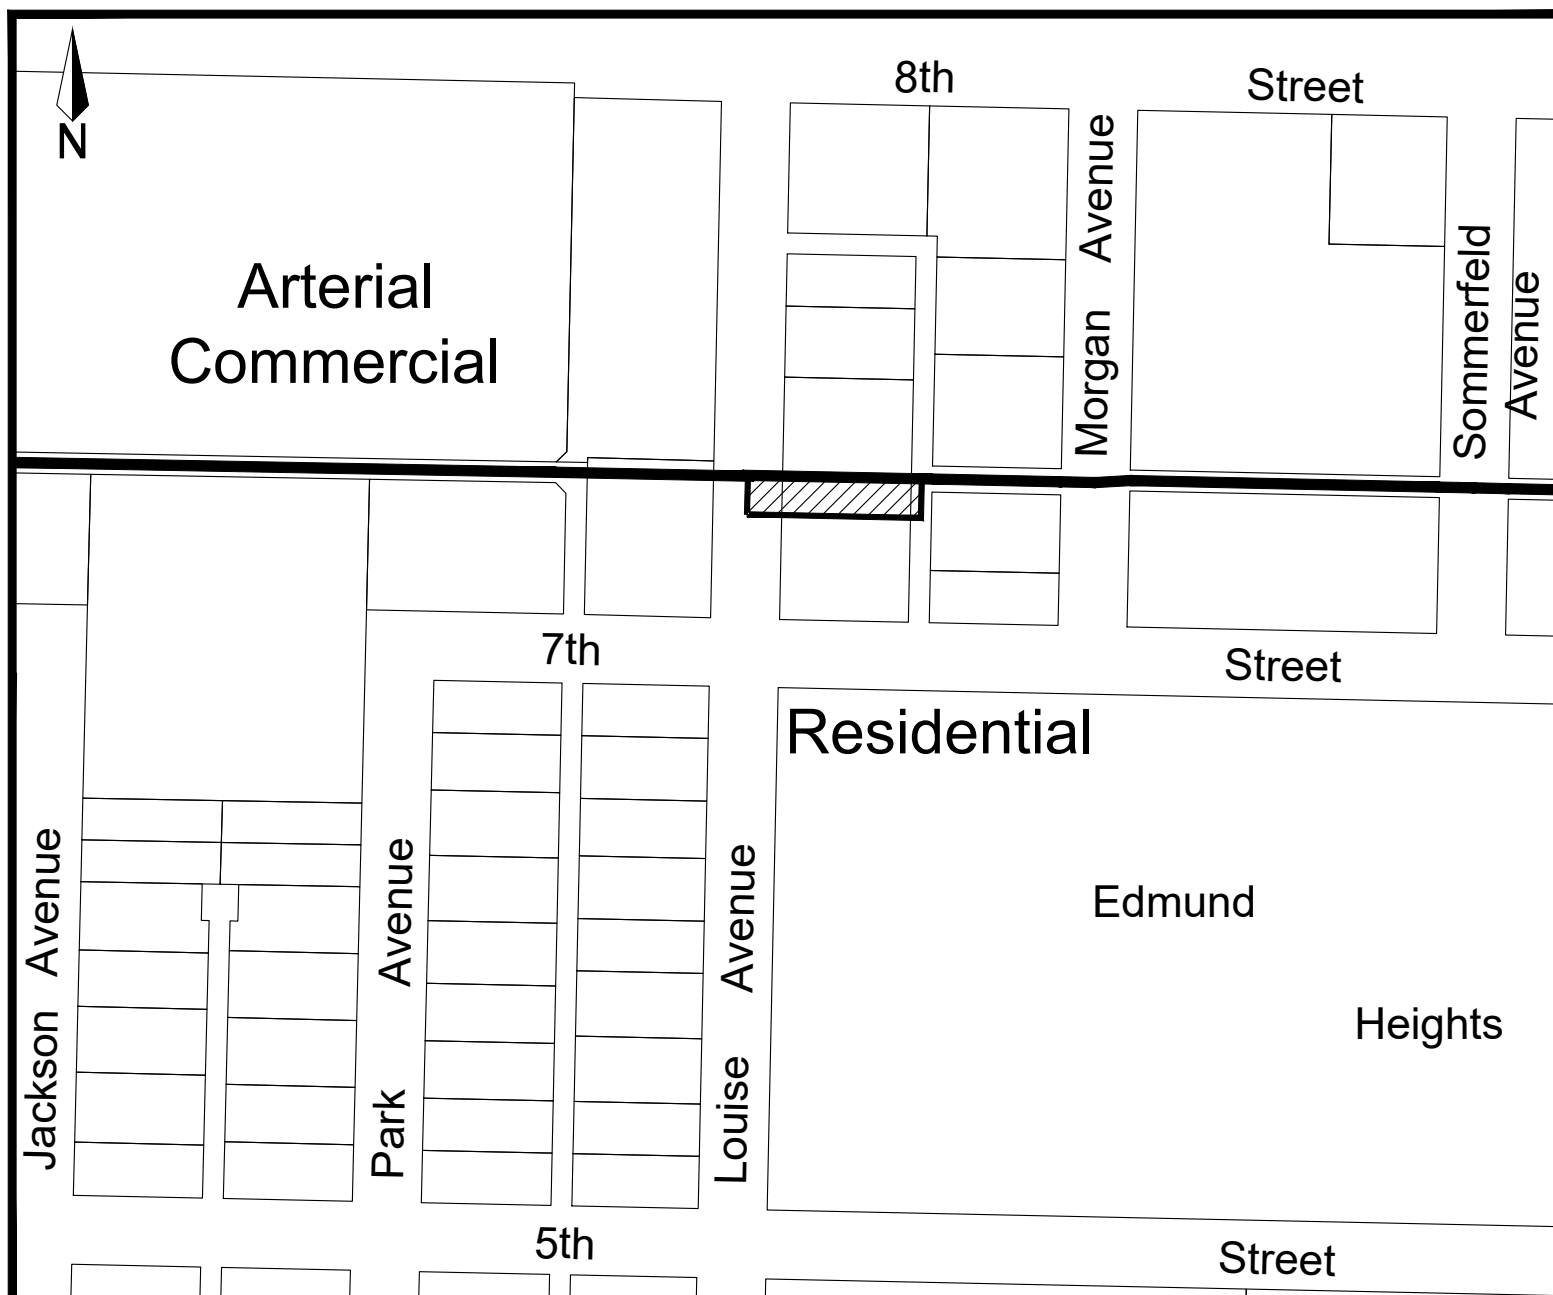 8th
Street
N
Arterial
Commercial
Morgan Avenue
Sommerfeld
Avenue
7th
Street
Residential
Jackson Avenue
Park Avenue
Louise Avenue
Edmund
Heights
5th
Street